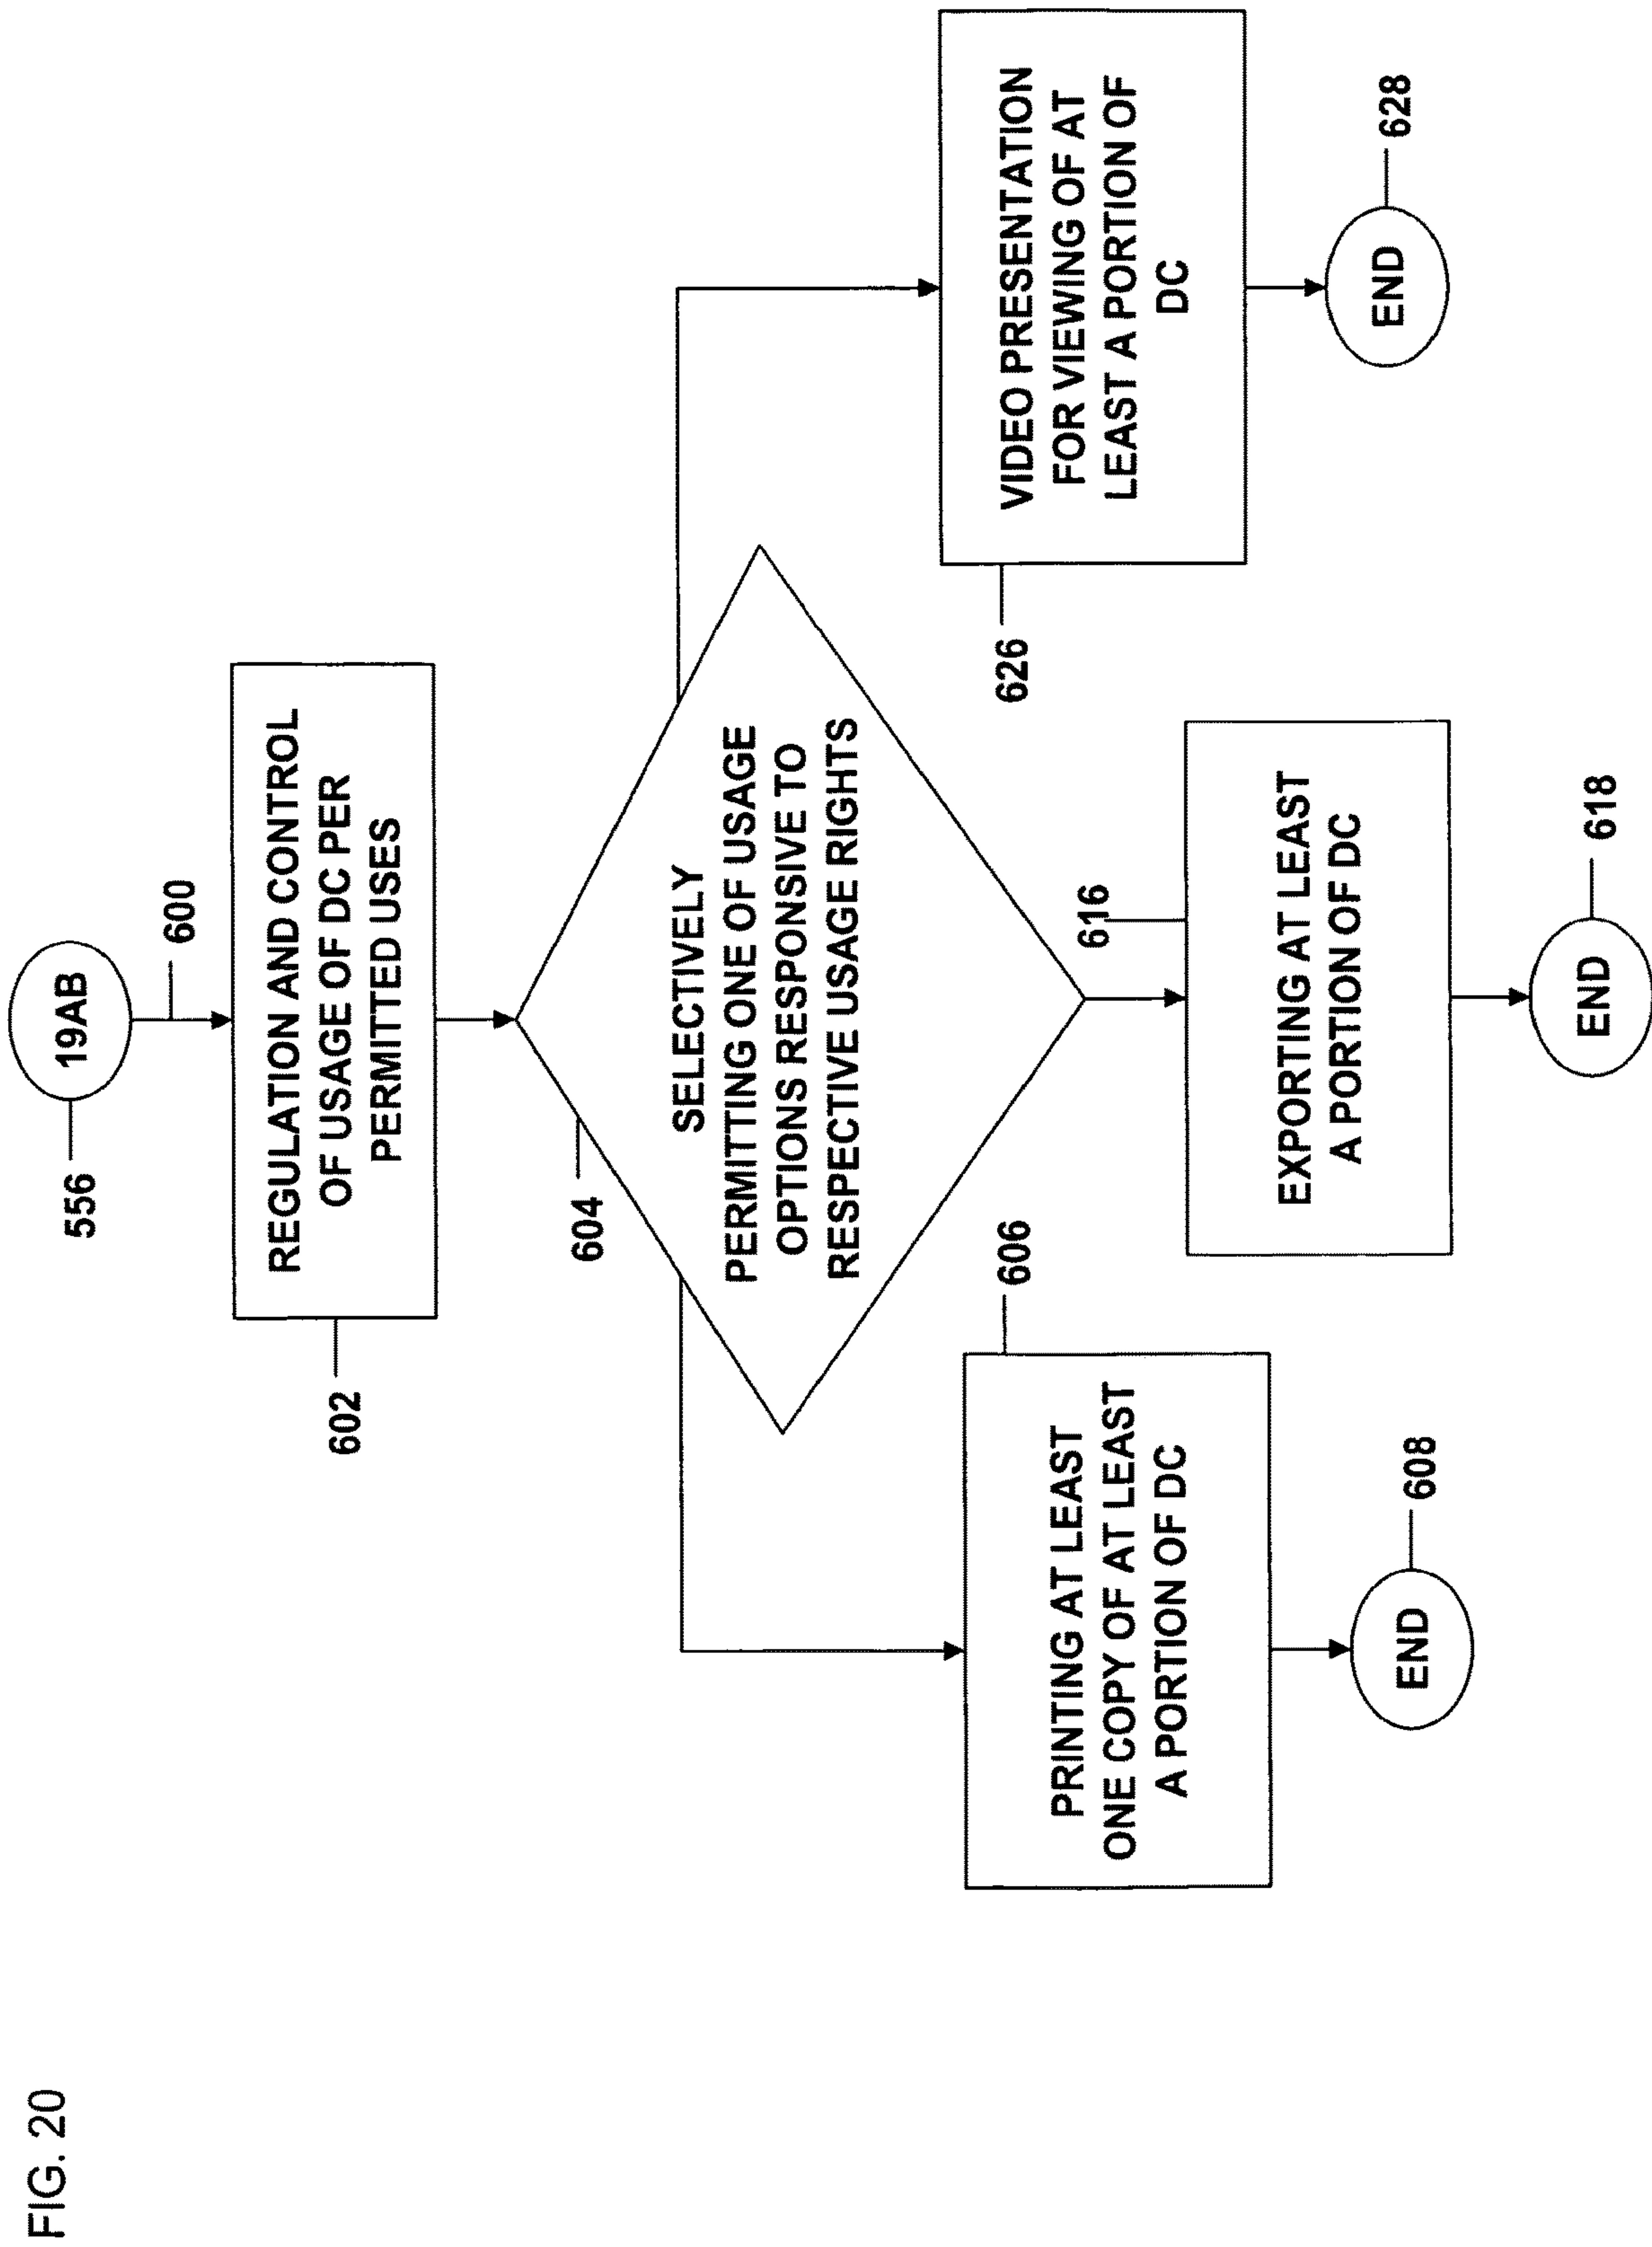 FIG. 20
556
19AB
600
602
REGULATION AND CONTROL
OF USAGE OF DC PER
PERMITTED USES
604
SELECTIVELY
PERMITTING ONE OF USAGE
OPTIONS RESPONSIVE TO
RESPECTIVE USAGE RIGHTS
606
PRINTING AT LEAST
ONE COPY OF AT LEAST
A PORTION OF DC
END
608
616
EXPORTING AT LEAST
A PORTION OF DC
END
618
626
VIDEO PRESENTATION
FOR VIEWING OF AT
LEAST A PORTION OF
DC
END
628